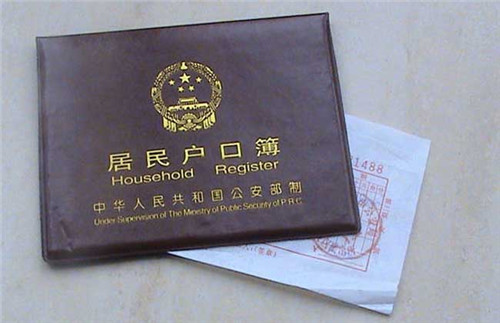 居民户口簿
Household Register
中华人民共和国公安部制
Under Supervision of The Ministry of Public Security of P.R.C.
1488